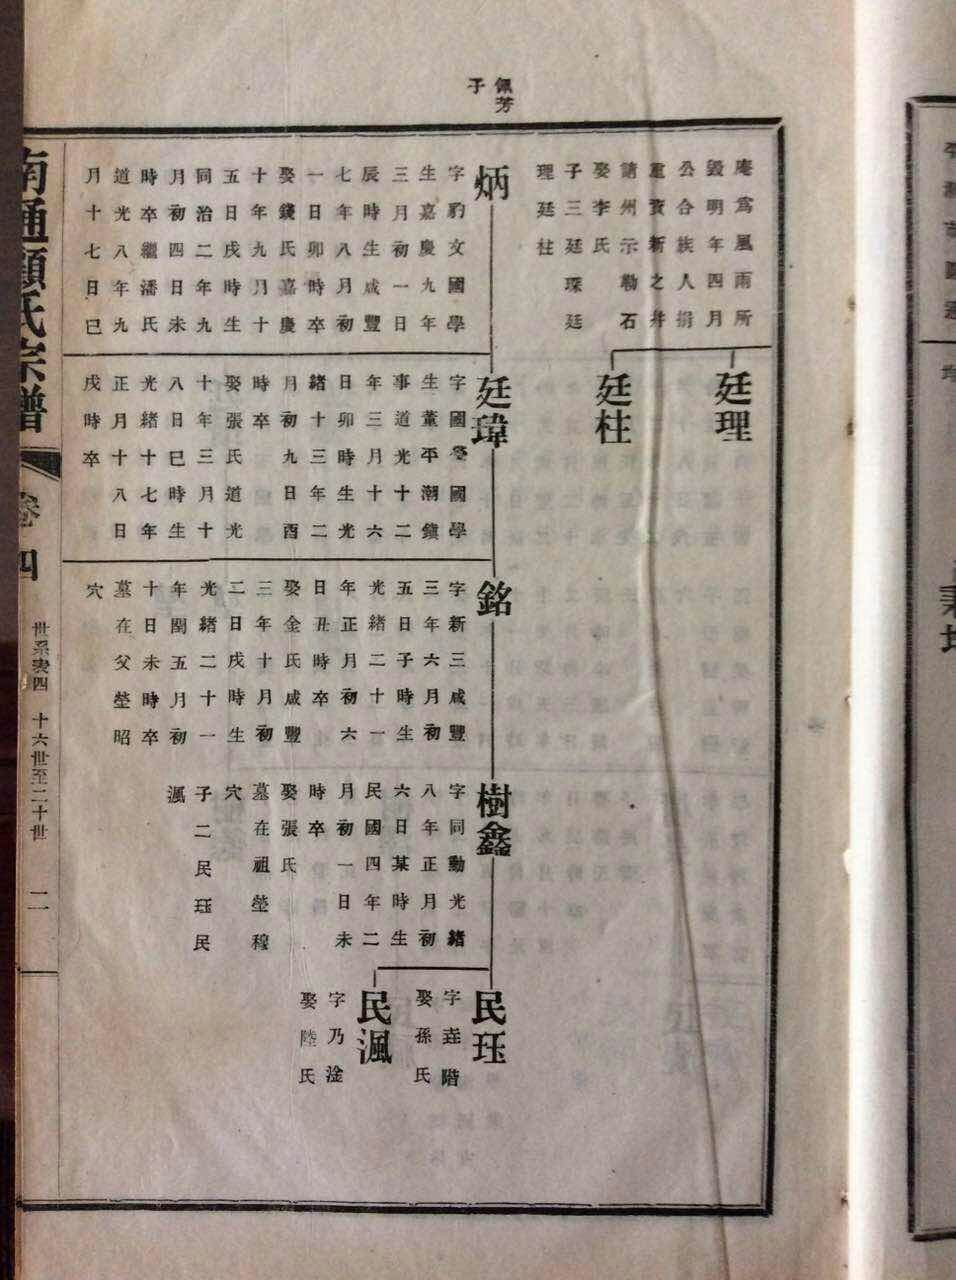 佩芳
子
庵爲風雨所
毀明年四月
公合族人捐
重資新之并
請州示勒石
娶李氏
子三廷琛廷
理廷柱
炳
字豹文國學
生嘉慶九年
三月初一日
辰時生咸豐
七年八月初
一日卯時卒
娶錢氏嘉慶
十年九月十
五日戌時生
同治二年九
月初四日未
時卒繼潘氏
道光八年九
月十七日巳
廷理
廷柱
廷瑋
字國璺國學
生董平潮鎮
事道光十二
年三月十六
日卯時生光
緒十三年二
月初九日酉
時卒
娶張氏道光
十年三月十
八日巳時生
光緒十七年
正月十八日
戌時卒
銘
字新三咸豐
三年六月初
五日子時生
光緒二十一
年正月初六
日丑時卒
娶金氏咸豐
三年十月初
二日戌時生
光緒二十一
年閏五月初
十日未時卒
墓在父塋昭
穴
樹鑫
字同勳光緒
八年正月初
六日某時生
民國四年二
月初一日未
時卒
娶張氏
墓在祖塋穆
穴
子二民珏民
渢
民珏
字垚階
娶孫氏
民渢
字乃淦
娶陸氏
南通顧氏宗譜
卷四
世系表四 十六世至二十世
二